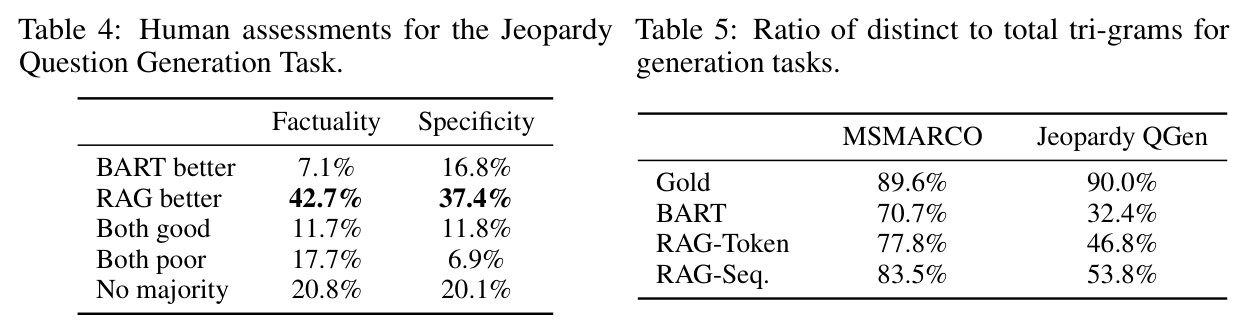 Table 4: Human assessments for the Jeopardy
Question Generation Task.
Factuality Specificity
BART better 7.1% 16.8%
RAG better 42.7% 37.4%
Both good 11.7% 11.8%
Both poor 17.7% 6.9%
No majority 20.8% 20.1%
Table 5: Ratio of distinct to total tri-grams for
generation tasks.
MSMARCO Jeopardy QGen
Gold 89.6% 90.0%
BART 70.7% 32.4%
RAG-Token 77.8% 46.8%
RAG-Seq. 83.5% 53.8%